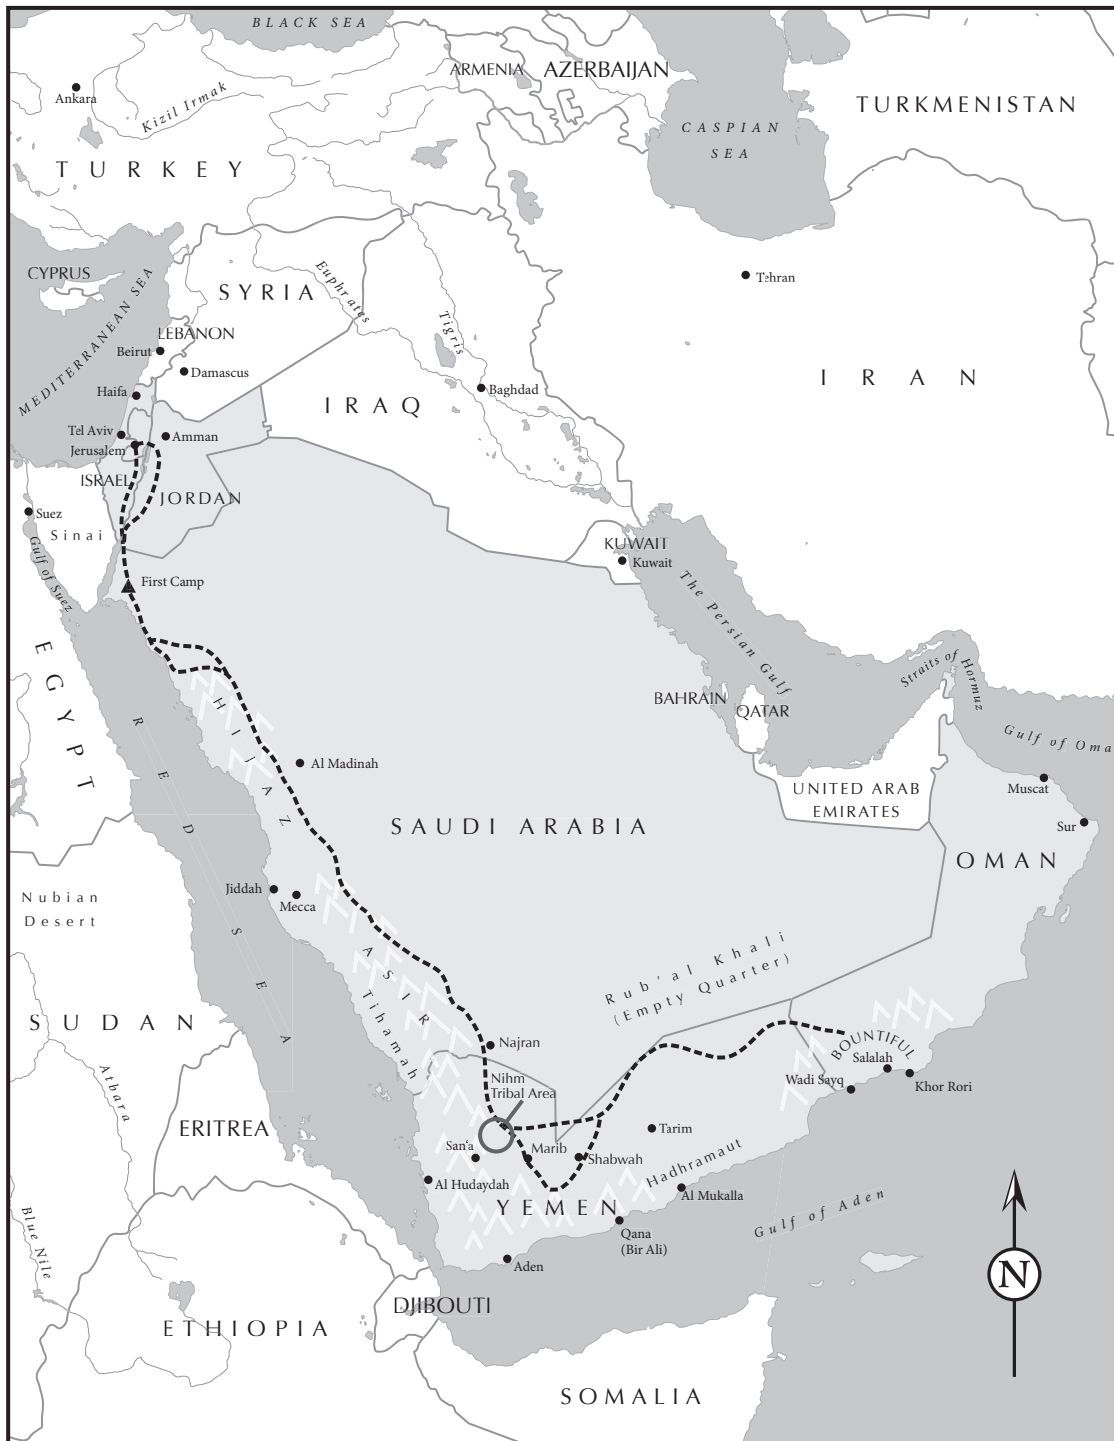 BLACK SEA
ARMENIA
AZERBAIJAN
TURKMENISTAN
Ankara
Kizil Irmak
CASPIAN
SEA
TURKEY
CYPRUS
MEDITERRANEAN SEA
SYRIA
Euphrates
Tigris
Tehran
LEBANON
Beirut
Damascus
Haifa
Baghdad
IRAQ
IRAN
Tel Aviv
Jerusalem
Amman
ISRAEL
JORDAN
Suez
Sinai
Gulf of Suez
KUWAIT
Kuwait
First Camp
The Persian Gulf
EGYPT
Straits of
Hormuz
BAHRAIN
QATAR
Gulf of Oma
HIJAZ
RED SEA
Al Madinah
UNITED ARAB
EMIRATES
Muscat
Sur
SAUDI ARABIA
OMAN
Jiddah
Mecca
Nubian
Desert
ASIR
Tihamah
Rub'al Khali
(Empty Quarter)
SUDAN
Najran
BOUNTIFUL
Salalah
Wadi Sayq
Khor Rori
Atbara
Nihm
Tribal Area
ERITREA
San'a
Marib
Shabwah
Tarim
Hadhramaut
Al Hudaydah
YEMEN
Al Mukalla
Qana
(Bir Ali)
Gulf of Aden
Blue Nile
Aden
N
DJIBOUTI
ETHIOPIA
SOMALIA